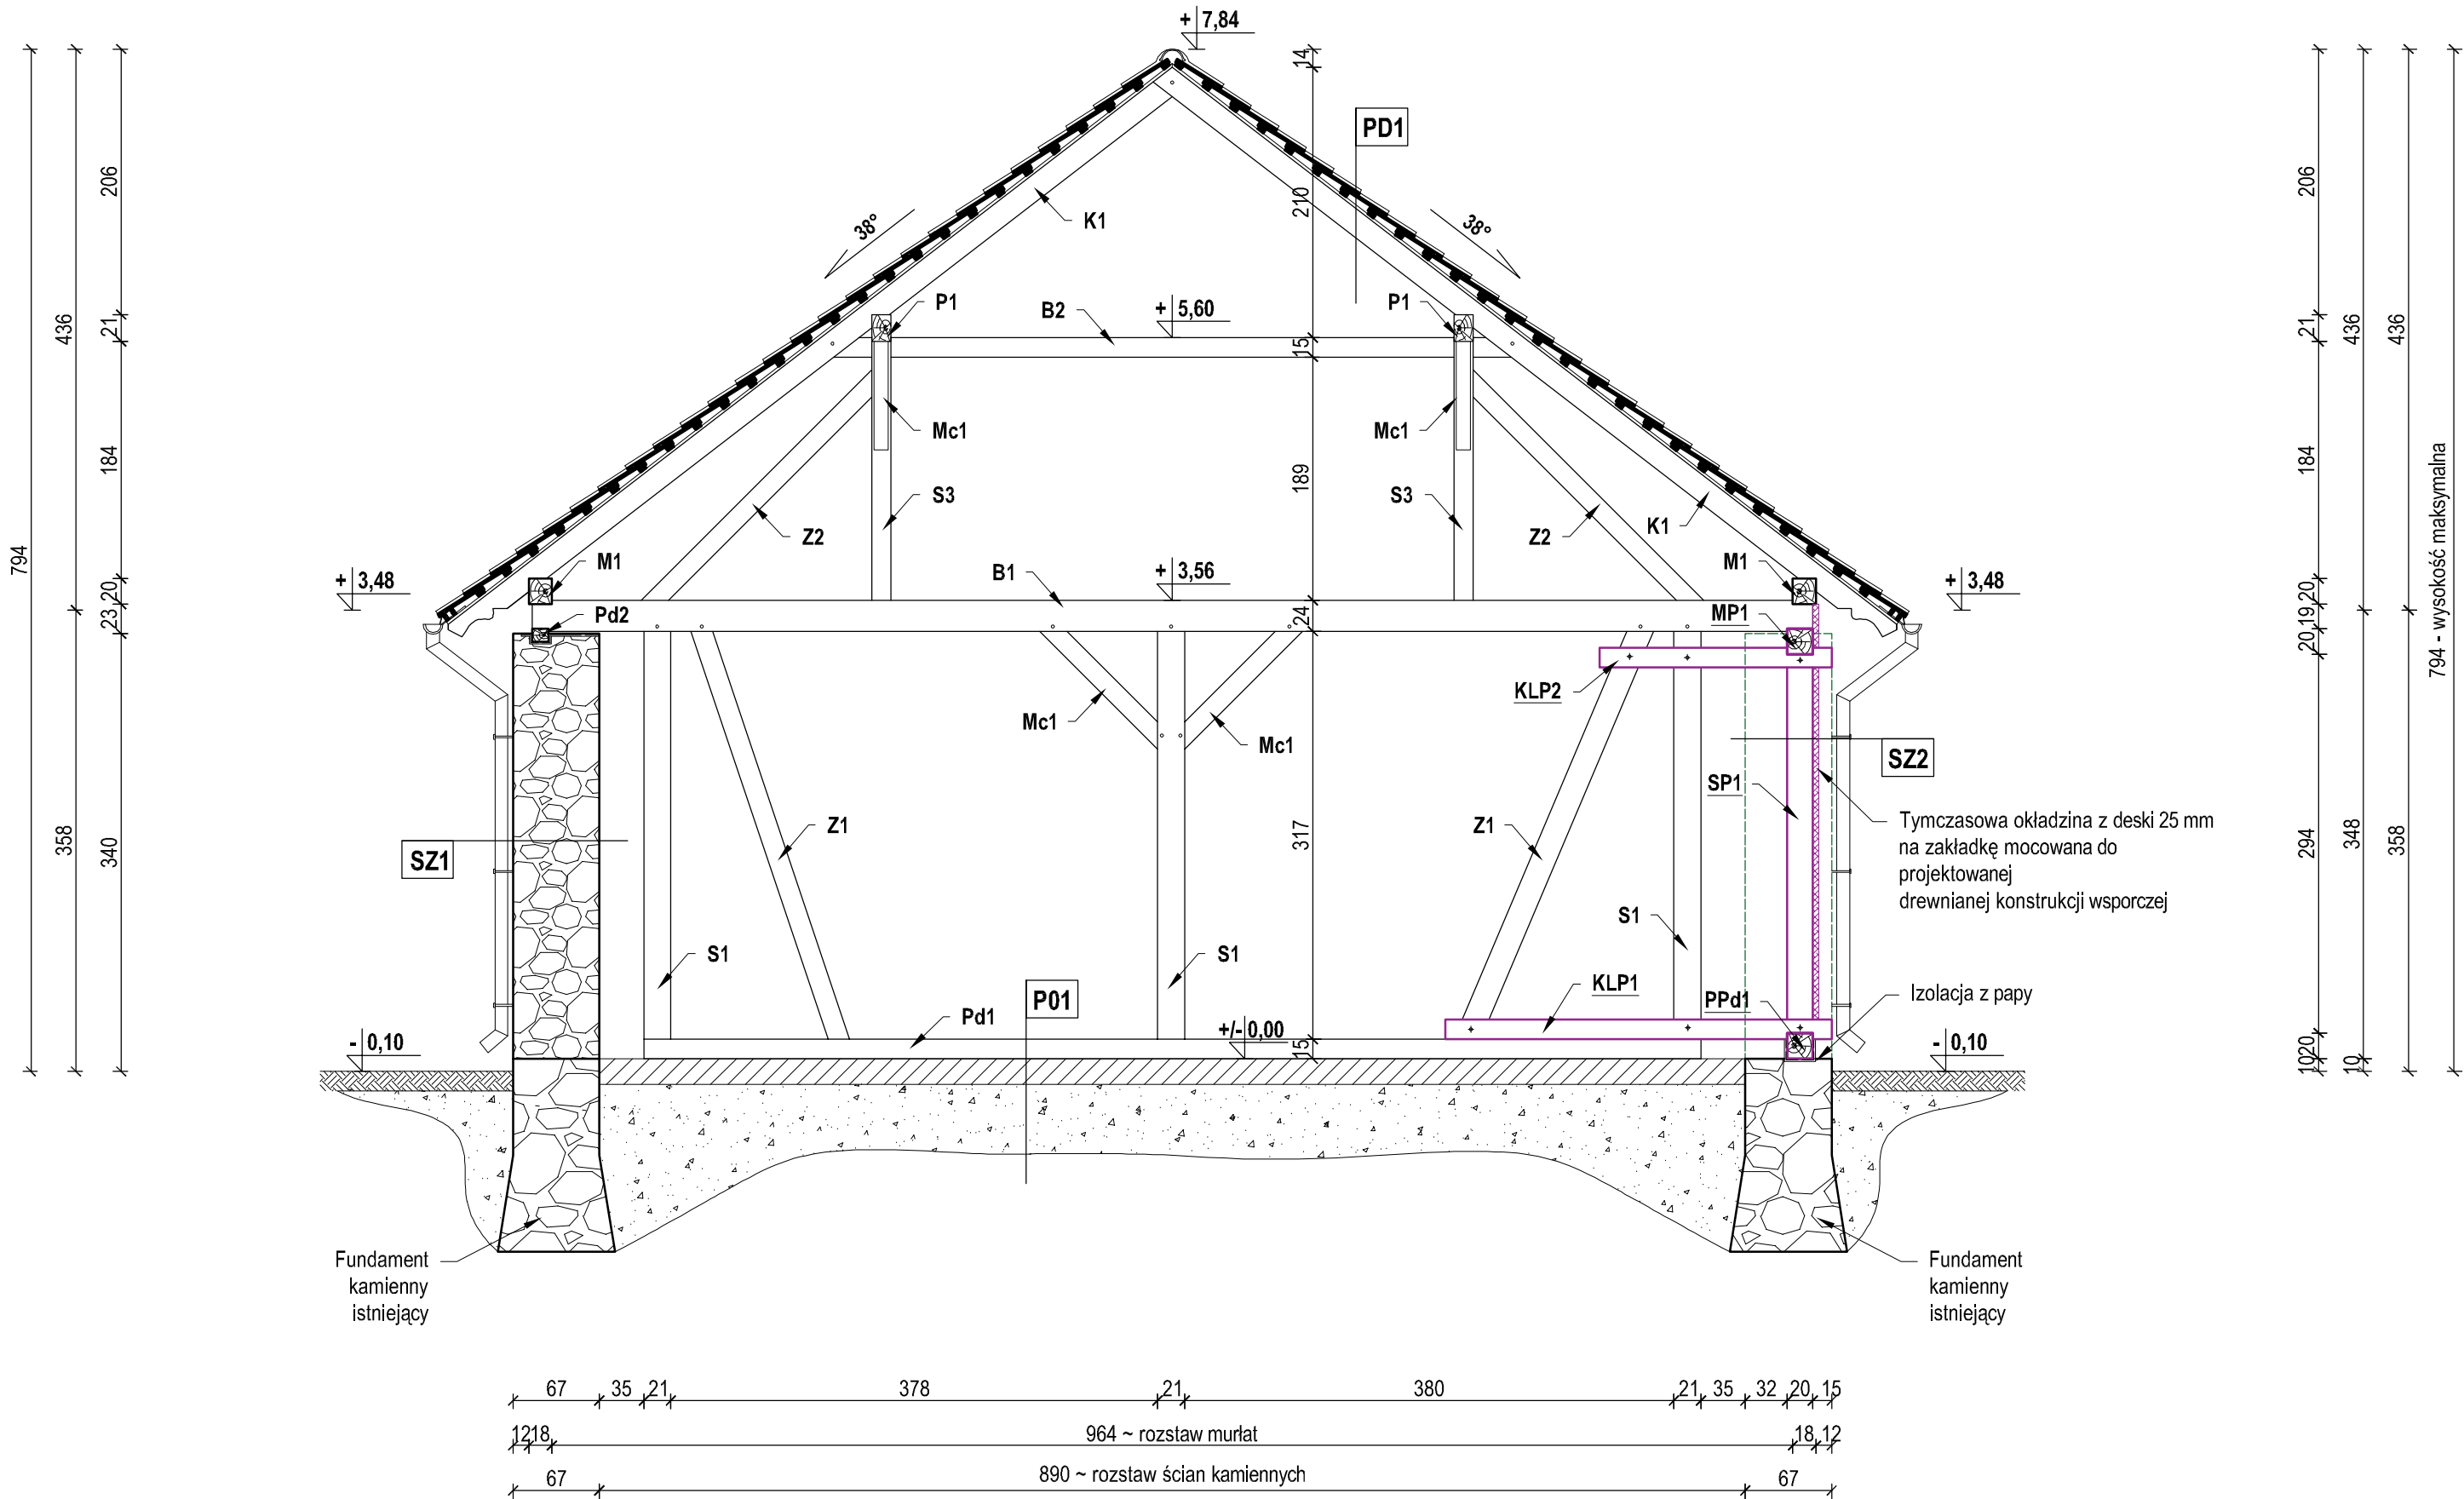 + 7,84
14
PD1
206
206
210
K1
38°
38°
436
21
P1
B2
+ 5,60
P1
21
436
436
15
184
Mc1
Mc1
184
794 - wysokość maksymalna
189
S3
S3
K1
Z2
Z2
794
M1
M1
+ 3,48
B1
+ 3,56
+ 3,48
20
20
23
Pd2
24
MP1
19
20
KLP2
Mc1
Mc1
SZ2
SP1
Z1
Z1
Tymczasowa okładzina z deski 25 mm
na zakładkę mocowana do
projektowanej
drewnianej konstrukcji wsporczej
358
340
317
294
348
358
SZ1
S1
S1
S1
P01
KLP1
PPd1
Izolacja z papy
Pd1
+/- 0,00
- 0,10
- 0,10
15
20
10
10
Fundament
kamienny
istniejący
Fundament
kamienny
istniejący
67 35 21 378 21 380 21 35 32 20 15
12 18 964 ~ rozstaw murłat 18 12
67 890 ~ rozstaw ścian kamiennych 67